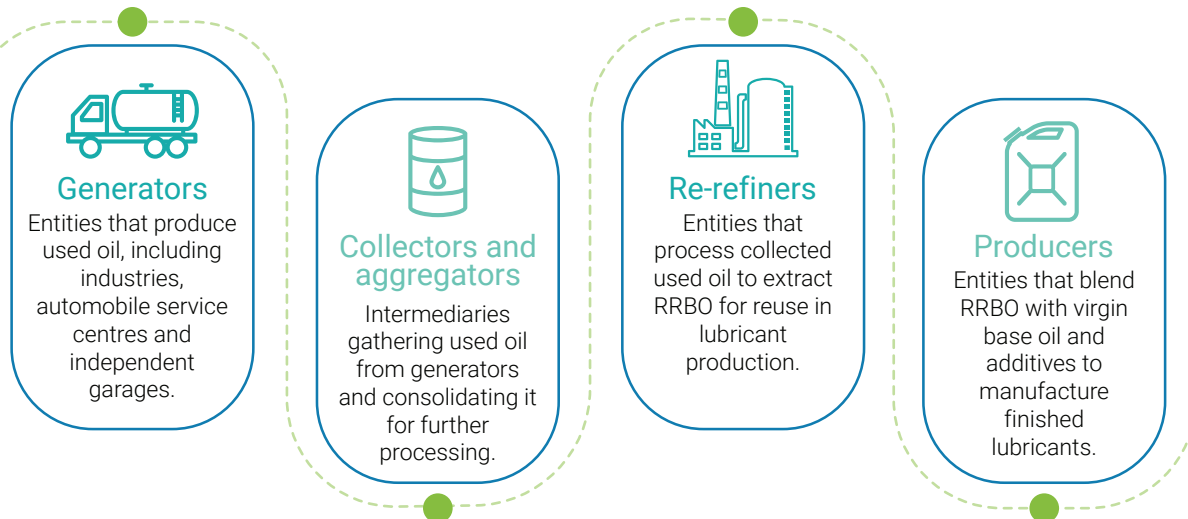 Generators
Entities that produce
used oil, including
industries,
automobile service
centres and
independent
garages.
Collectors and
aggregators
Intermediaries
gathering used oil
from generators
and consolidating it
for further
processing.
Re-refiners
Entities that
process collected
used oil to extract
RRBO for reuse in
lubricant
production.
Producers
Entities that blend
RRBO with virgin
base oil and
additives to
manufacture
finished
lubricants.